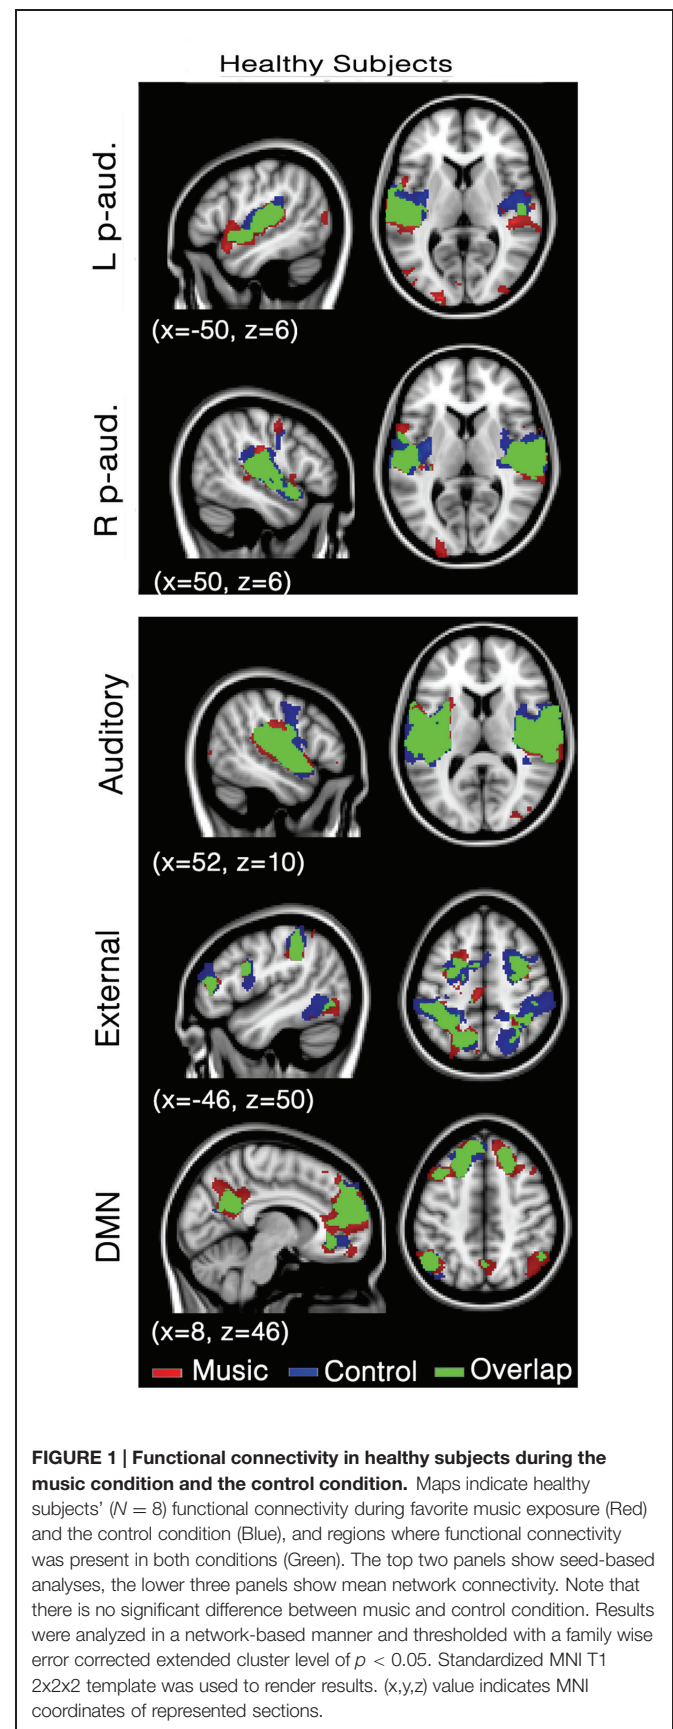 Healthy Subjects
L p-aud.
(x=-50, z=6)
R p-aud.
(x=50, z=6)
Auditory
(x=52, z=10)
External
(x=-46, z=50)
DMN
(x=8, z=46)
Music Control Overlap
FIGURE 1 | Functional connectivity in healthy subjects during the
music condition and the control condition. Maps indicate healthy
subjects' (N = 8) functional connectivity during favorite music exposure (Red)
and the control condition (Blue), and regions where functional connectivity
was present in both conditions (Green). The top two panels show seed-based
analyses, the lower three panels show mean network connectivity. Note that
there is no significant difference between music and control condition. Results
were analyzed in a network-based manner and thresholded with a family wise
error corrected extended cluster level of p < 0.05. Standardized MNI T1
2x2x2 template was used to render results. (x,y,z) value indicates MNI
coordinates of represented sections.